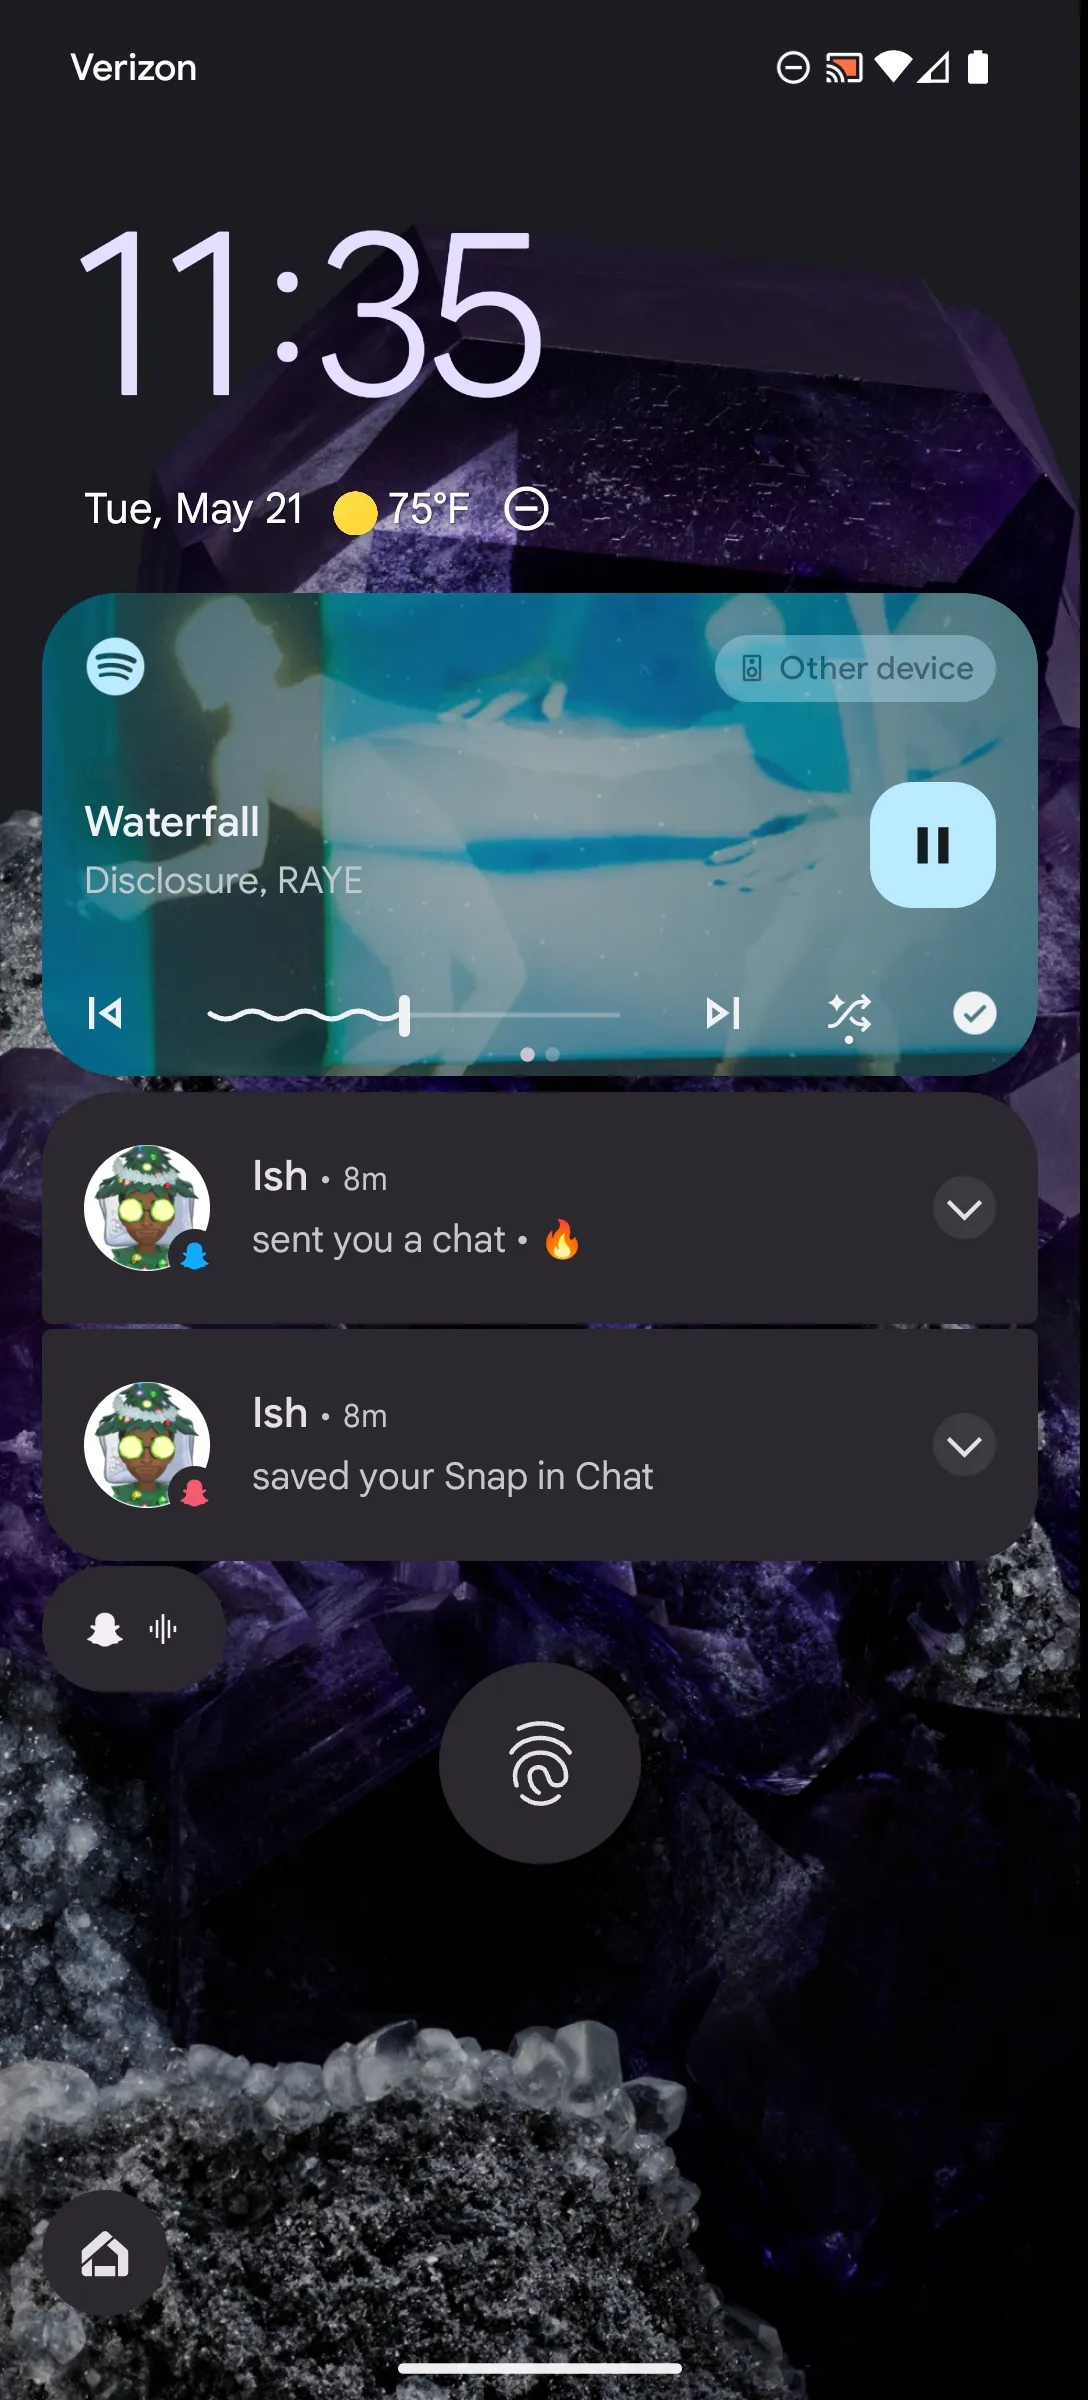 Verizon
11:35
Tue, May 21 75°F
Other device
Waterfall
Disclosure, RAYE
Ish • 8m
sent you a chat • 🔥
Ish • 8m
saved your Snap in Chat